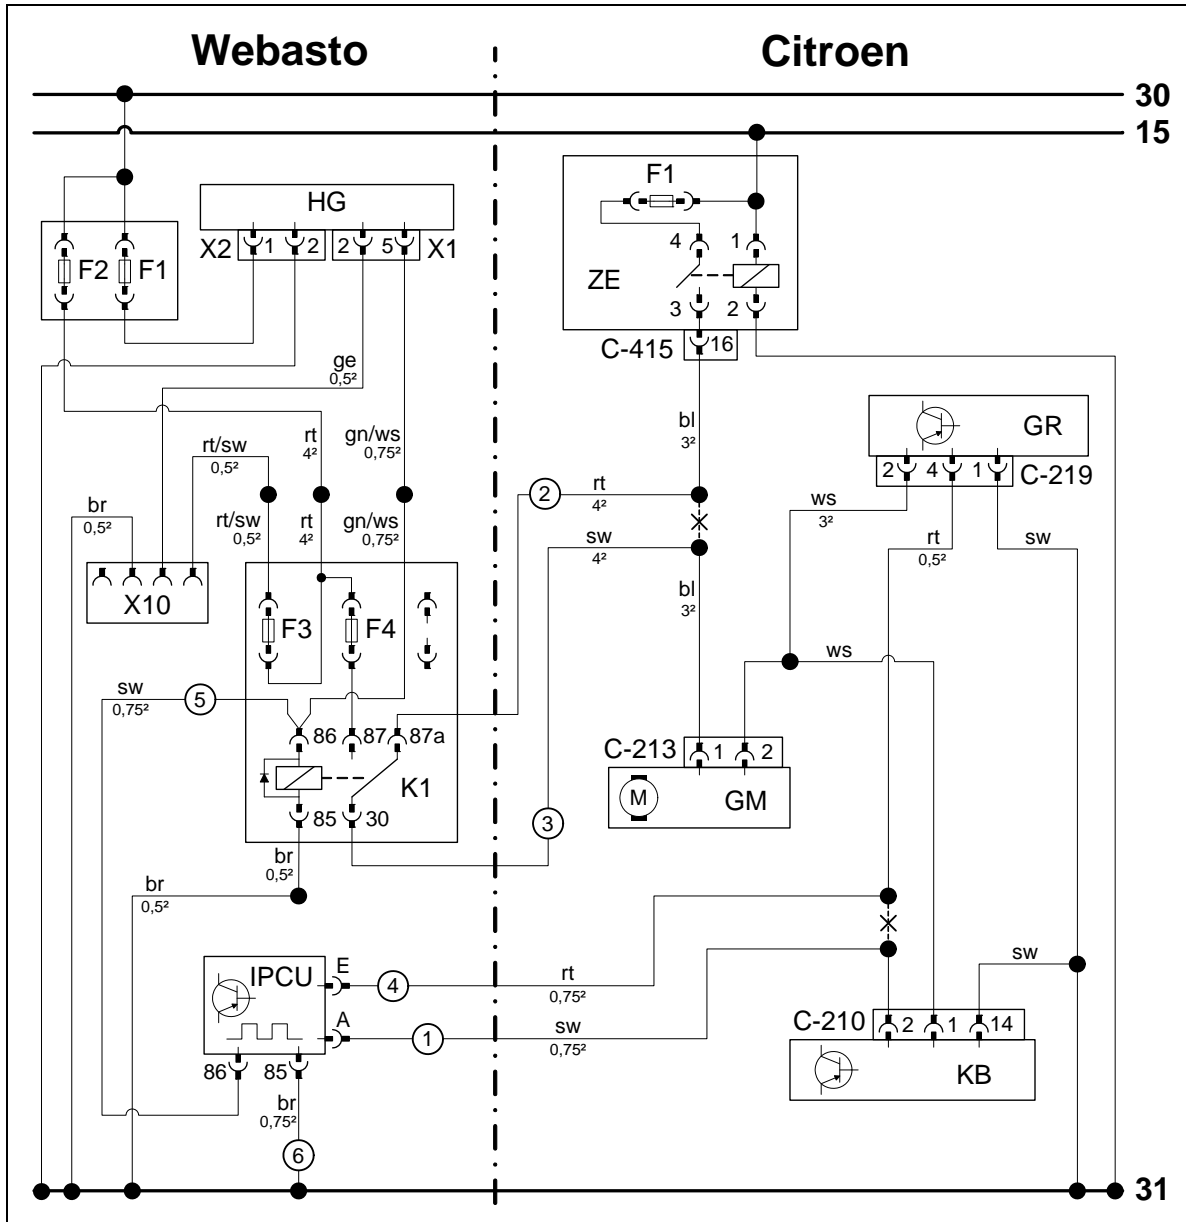 Webasto
Citroen
30
15
F1
HG
X2 1 2 2 5 X1
F2 F1
4 1
ZE
3 2
C-415 16
ge
0,5²
bl
3²
GR
2 4 1 C-219
rt/sw
0,5²
rt
4²
gn/ws
0,75²
br
0,5²
rt/sw
0,5²
rt
4²
gn/ws
0,75²
2
rt
4²
sw
4²
ws
3²
rt
0,5²
sw
X10
F3 F4
bl
3²
ws
sw
0,75²
5
86 87 87a
C-213 1 2
K1
M GM
85 30
3
br
0,5²
br
0,5²
IPCU
E
4
rt
0,75²
sw
A
1
sw
0,75²
C-210 2 1 14
86 85
KB
br
0,75²
6
31